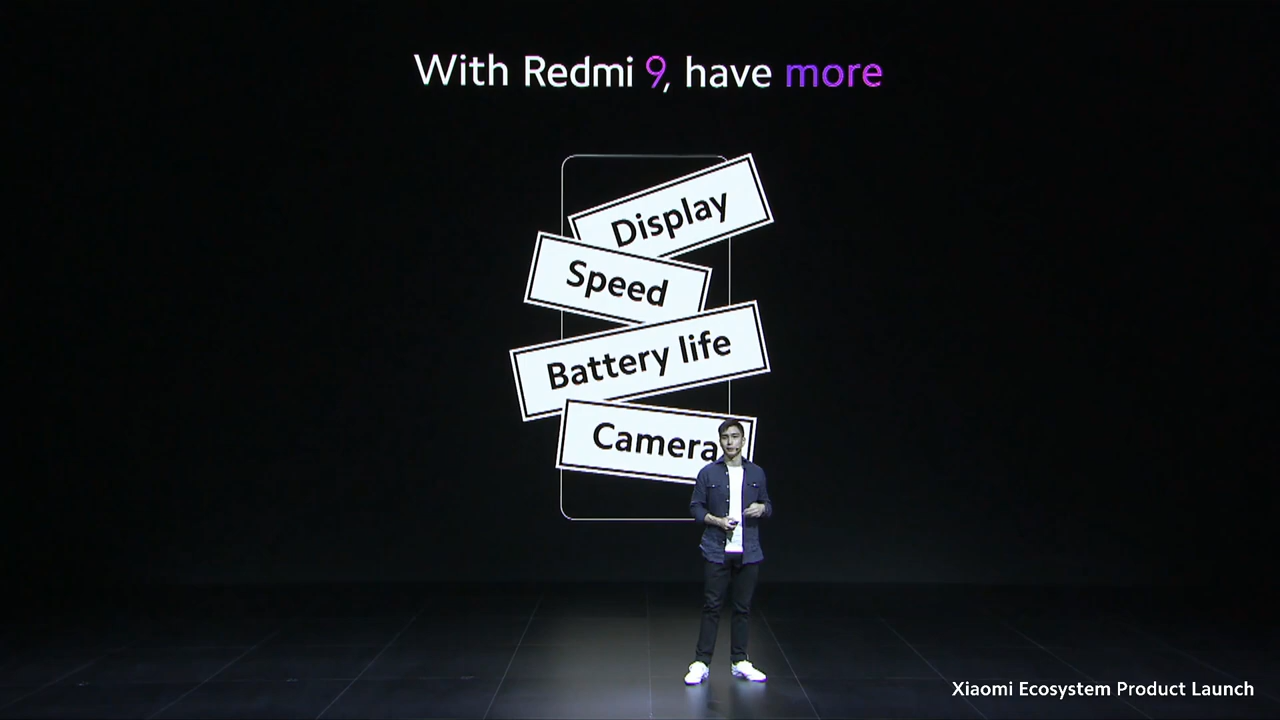 With Redmi 9, have more
Display
Speed
Battery life
Camera
Xiaomi Ecosystem Product Launch